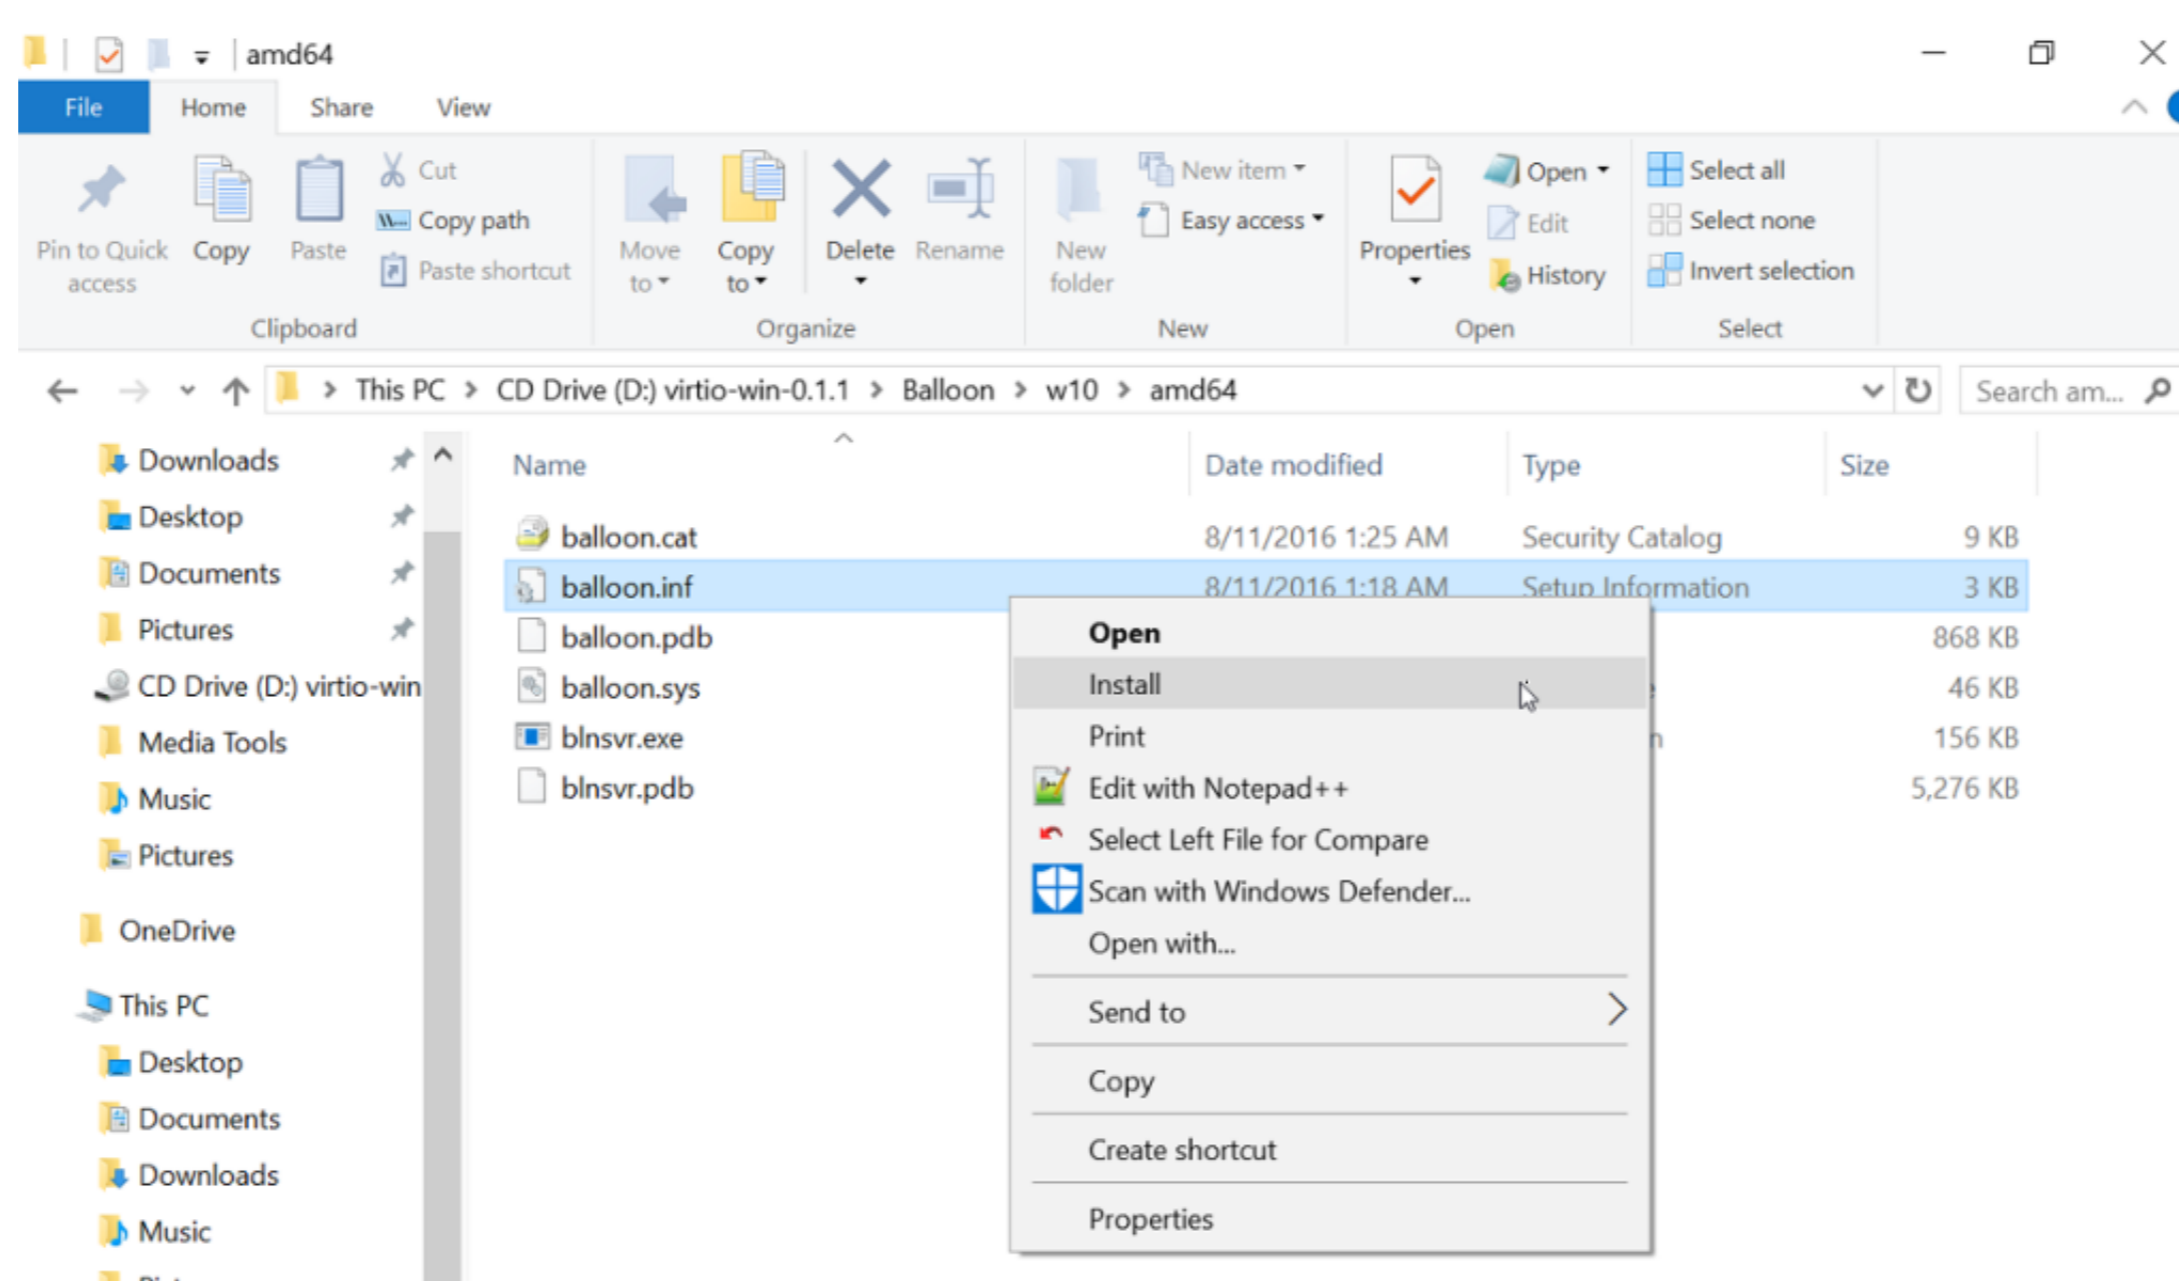 amd64
File Home Share View
Pin to Quick access
Copy
Paste
Cut
Copy path
Paste shortcut
Move to
Copy to
Delete
Rename
New folder
New item
Easy access
Properties
Open
Edit
History
Select all
Select none
Invert selection
Clipboard Organize New Open Select
This PC > CD Drive (D:) virtio-win-0.1.1 > Balloon > w10 > amd64
Search am...
Downloads
Desktop
Documents
Pictures
CD Drive (D:) virtio-win
Media Tools
Music
Pictures
OneDrive
This PC
Desktop
Documents
Downloads
Music
Name Date modified Type Size
balloon.cat 8/11/2016 1:25 AM Security Catalog 9 KB
balloon.inf 8/11/2016 1:18 AM Setup Information 3 KB
balloon.pdb 868 KB
balloon.sys 46 KB
blnsvr.exe 156 KB
blnsvr.pdb 5,276 KB
Open
Install
Print
Edit with Notepad++
Select Left File for Compare
Scan with Windows Defender...
Open with...
Send to
Copy
Create shortcut
Properties